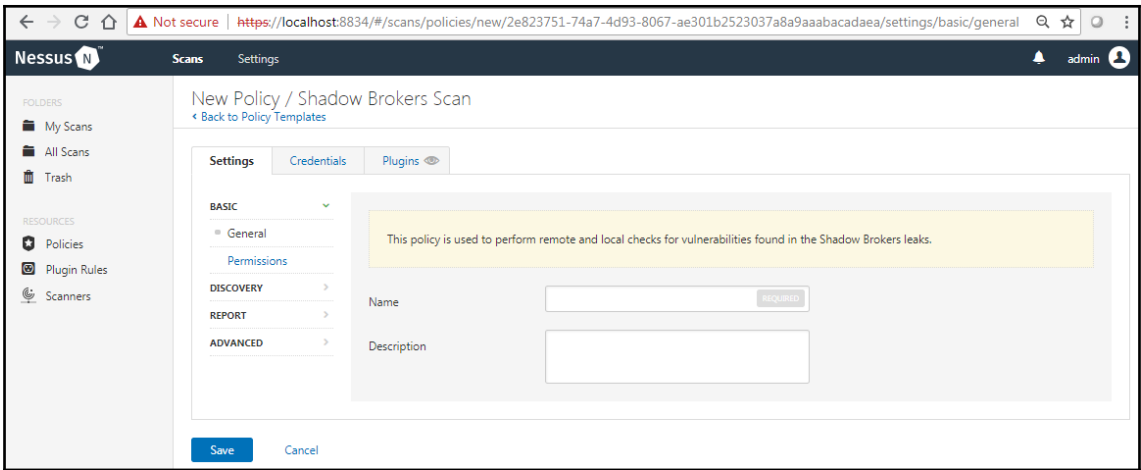 Not secure | https://localhost:8834/#/scans/policies/new/2e823751-74a7-4d93-8067-ae301b2523037a8a9aaabacadaea/settings/basic/general
Nessus N ™ Scans Settings admin
FOLDERS
My Scans
All Scans
Trash
RESOURCES
Policies
Plugin Rules
Scanners
New Policy / Shadow Brokers Scan
Back to Policy Templates
Settings Credentials Plugins
BASIC
General
Permissions
DISCOVERY
REPORT
ADVANCED
This policy is used to perform remote and local checks for vulnerabilities found in the Shadow Brokers leaks.
Name REQUIRED
Description
Save Cancel